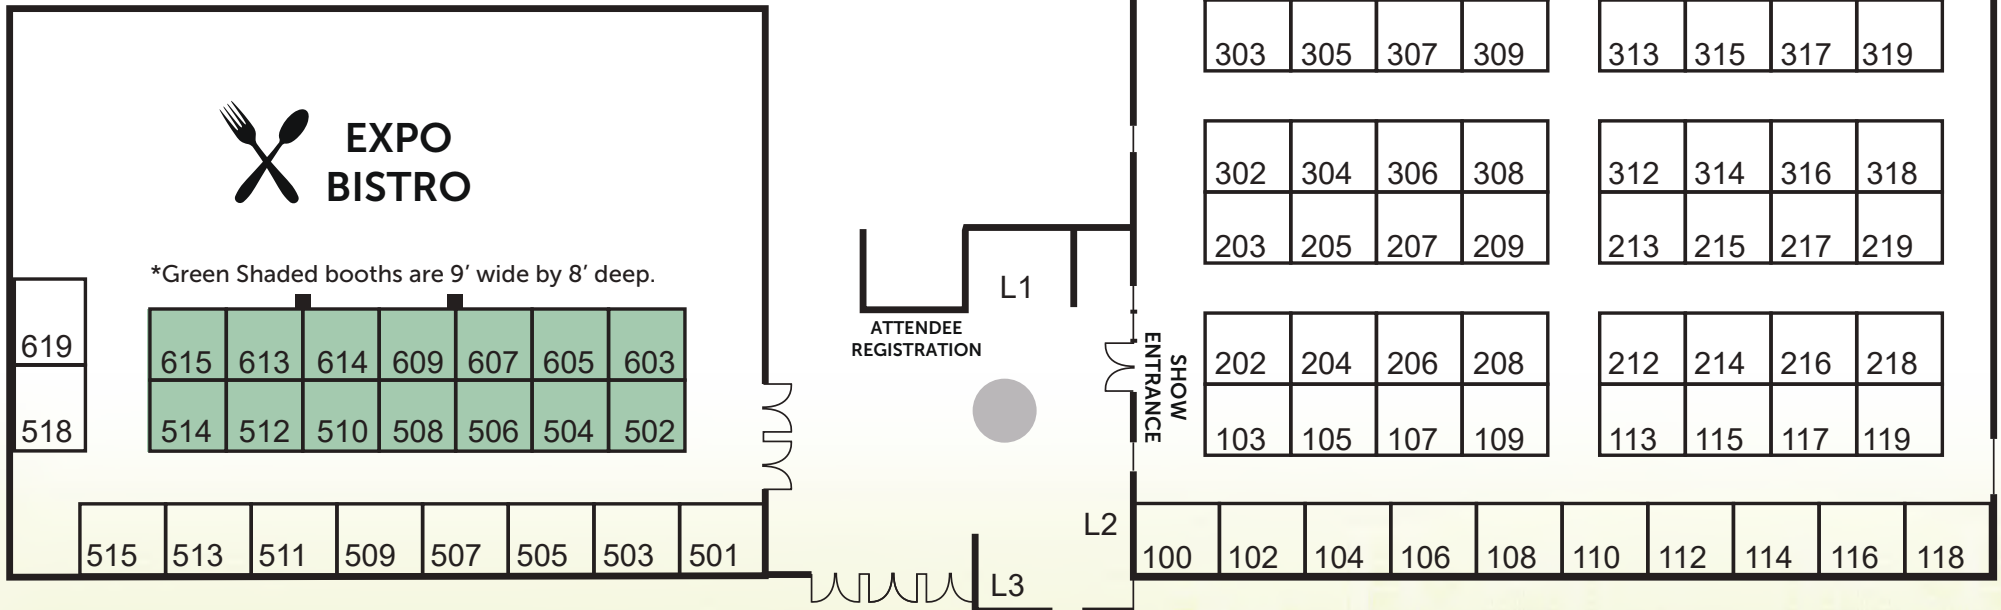 303 305 307 309 313 315 317 319
EXPO
BISTRO
302 304 306 308 312 314 316 318
203 205 207 209 213 215 217 219
*Green Shaded booths are 9’ wide by 8’ deep.
L1
ATTENDEE
REGISTRATION
SHOW
ENTRANCE
619
615 613 614 609 607 605 603
202 204 206 208 212 214 216 218
518
514 512 510 508 506 504 502
103 105 107 109 113 115 117 119
L2
515 513 511 509 507 505 503 501
100 102 104 106 108 110 112 114 116 118
L3